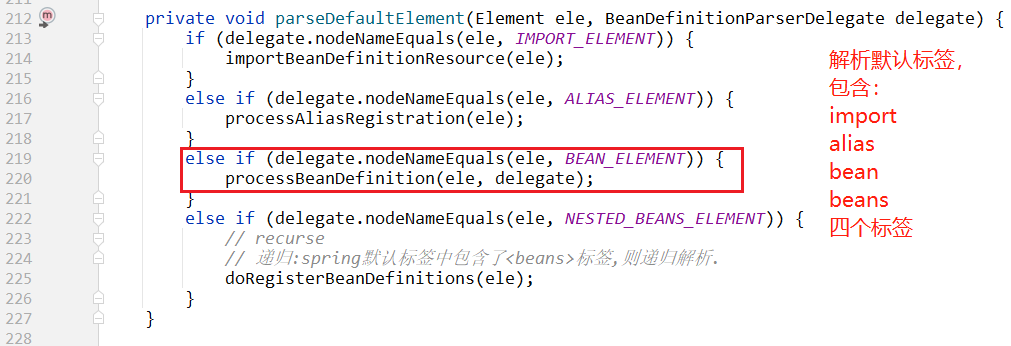 211
212 private void parseDefaultElement(Element ele, BeanDefinitionParserDelegate delegate) {
213 if (delegate.nodeNameEquals(ele, IMPORT_ELEMENT)) {
214 importBeanDefinitionResource(ele);
215 }
216 else if (delegate.nodeNameEquals(ele, ALIAS_ELEMENT)) {
217 processAliasRegistration(ele);
218 }
219 else if (delegate.nodeNameEquals(ele, BEAN_ELEMENT)) {
220 processBeanDefinition(ele, delegate);
221 }
222 else if (delegate.nodeNameEquals(ele, NESTED_BEANS_ELEMENT)) {
223 // recurse
224 // 递归:spring默认标签中包含了<beans>标签,则递归解析.
225 doRegisterBeanDefinitions(ele);
226 }
227 }
228
解析默认标签，
包含：
import
alias
bean
beans
四个标签